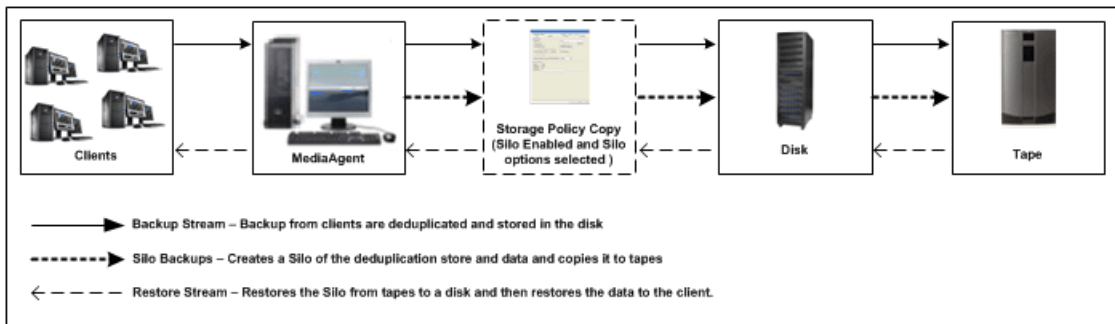 Clients
MediaAgent
Storage Policy Copy
(Silo Enabled and Silo
options selected )
Disk
Tape
Backup Stream – Backup from clients are deduplicated and stored in the disk
Silo Backups – Creates a Silo of the deduplication store and data and copies it to tapes
Restore Stream – Restores the Silo from tapes to a disk and then restores the data to the client.